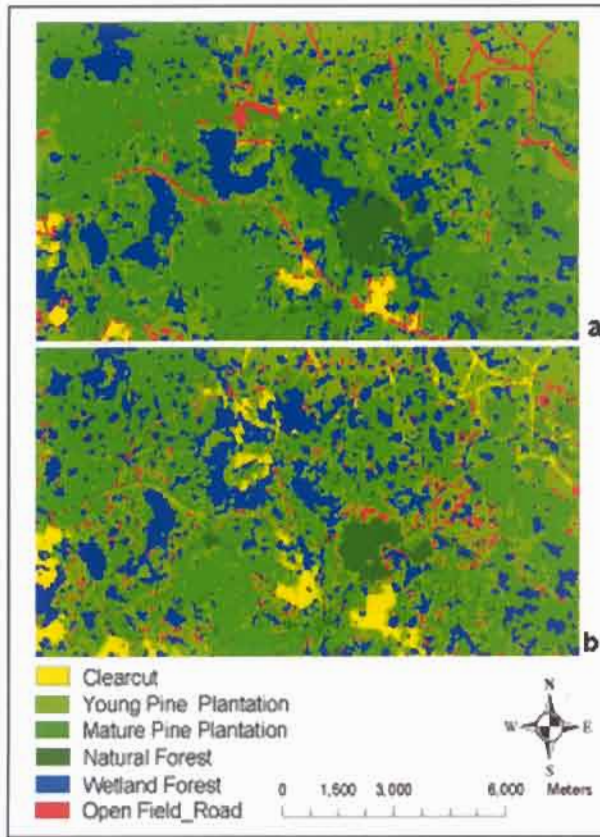 a
b
Clearcut
Young Pine Plantation
Mature Pine Plantation
Natural Forest
Wetland Forest
Open Field_Road
N
W E
S
0 1,500 3,000 6,000 Meters